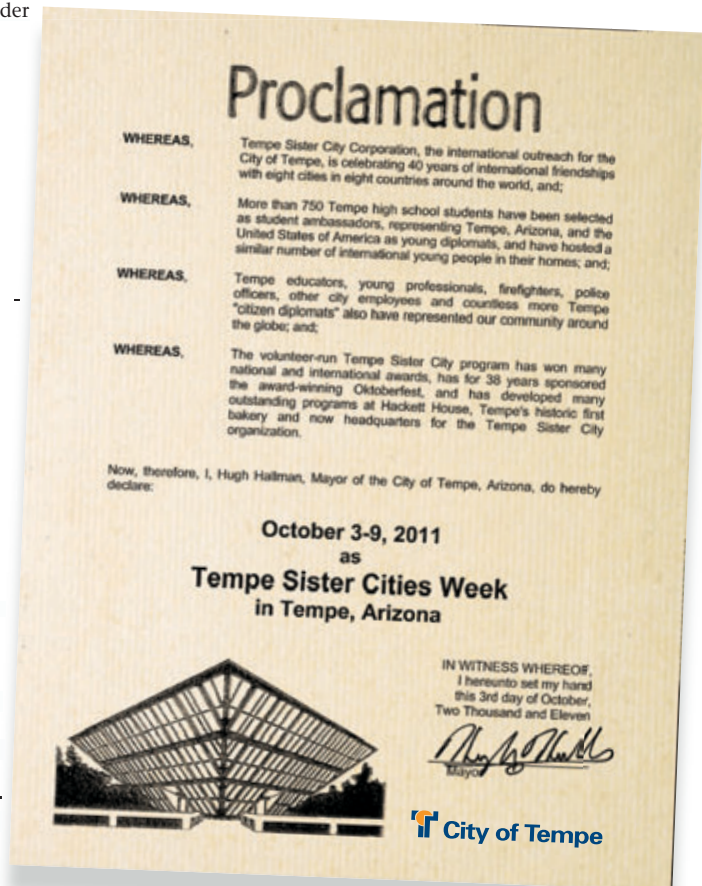 der
Proclamation
WHEREAS, Tempe Sister City Corporation, the international outreach for the
City of Tempe, is celebrating 40 years of international friendships
with eight cities in eight countries around the world, and;
WHEREAS, More than 750 Tempe high school students have been selected
as student ambassadors, representing Tempe, Arizona, and the
United States of America as young diplomats, and have hosted a
similar number of international young people in their homes; and;
WHEREAS, Tempe educators, young professionals, firefighters, police
officers, other city employees and countless more Tempe
"citizen diplomats" also have represented our community around
the globe; and;
WHEREAS, The volunteer-run Tempe Sister City program has won many
national and international awards, has for 38 years sponsored
the award-winning Oktoberfest, and has developed many
outstanding programs at Hackett House, Tempe's historic first
bakery and now headquarters for the Tempe Sister City
organization.
Now, therefore, I, Hugh Hallman, Mayor of the City of Tempe, Arizona, do hereby
declare:
October 3-9, 2011
as
Tempe Sister Cities Week
in Tempe, Arizona
IN WITNESS WHEREOF,
I hereunto set my hand
this 3rd day of October,
Two Thousand and Eleven
Mayor
City of Tempe